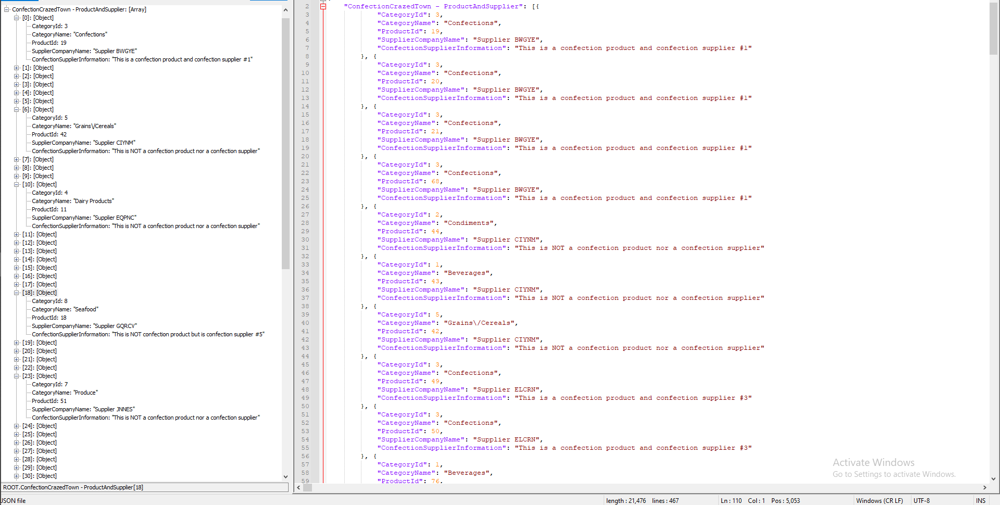 ConfectionCrazedTown - ProductAndSupplier: [Array]
[0]: [Object]
CategoryId: 3
CategoryName: "Confections"
ProductId: 19
SupplierCompanyName: "Supplier BWGYE"
ConfectionSupplierInformation: "This is a confection product and confection supplier #1"
[1]: [Object]
[2]: [Object]
[3]: [Object]
[4]: [Object]
[5]: [Object]
[6]: [Object]
CategoryId: 5
CategoryName: "Grains\/Cereals"
ProductId: 42
SupplierCompanyName: "Supplier CIYNM"
ConfectionSupplierInformation: "This is NOT a confection product nor a confection supplier"
[7]: [Object]
[8]: [Object]
[9]: [Object]
[10]: [Object]
CategoryId: 4
CategoryName: "Dairy Products"
ProductId: 11
SupplierCompanyName: "Supplier EQPNC"
ConfectionSupplierInformation: "This is NOT a confection product nor a confection supplier"
[11]: [Object]
[12]: [Object]
[13]: [Object]
[14]: [Object]
[15]: [Object]
[16]: [Object]
[17]: [Object]
[18]: [Object]
CategoryId: 8
CategoryName: "Seafood"
ProductId: 18
SupplierCompanyName: "Supplier GQRCV"
ConfectionSupplierInformation: "This is NOT confection product but is confection supplier #5"
[19]: [Object]
[20]: [Object]
[21]: [Object]
[22]: [Object]
[23]: [Object]
CategoryId: 7
CategoryName: "Produce"
ProductId: 51
SupplierCompanyName: "Supplier JNNES"
ConfectionSupplierInformation: "This is NOT a confection product nor a confection supplier"
[24]: [Object]
[25]: [Object]
[26]: [Object]
[27]: [Object]
[28]: [Object]
[29]: [Object]
[30]: [Object]
ROOT.ConfectionCrazedTown - ProductAndSupplier[18]
2 "ConfectionCrazedTown - ProductAndSupplier": [{
3 "CategoryId": 3,
4 "CategoryName": "Confections",
5 "ProductId": 19,
6 "SupplierCompanyName": "Supplier BWGYE",
7 "ConfectionSupplierInformation": "This is a confection product and confection supplier #1"
8 }, {
9 "CategoryId": 3,
10 "CategoryName": "Confections",
11 "ProductId": 20,
12 "SupplierCompanyName": "Supplier BWGYE",
13 "ConfectionSupplierInformation": "This is a confection product and confection supplier #1"
14 }, {
15 "CategoryId": 3,
16 "CategoryName": "Confections",
17 "ProductId": 21,
18 "SupplierCompanyName": "Supplier BWGYE",
19 "ConfectionSupplierInformation": "This is a confection product and confection supplier #1"
20 }, {
21 "CategoryId": 3,
22 "CategoryName": "Confections",
23 "ProductId": 68,
24 "SupplierCompanyName": "Supplier BWGYE",
25 "ConfectionSupplierInformation": "This is a confection product and confection supplier #1"
26 }, {
27 "CategoryId": 2,
28 "CategoryName": "Condiments",
29 "ProductId": 44,
30 "SupplierCompanyName": "Supplier CIYNM",
31 "ConfectionSupplierInformation": "This is NOT a confection product nor a confection supplier"
32 }, {
33 "CategoryId": 1,
34 "CategoryName": "Beverages",
35 "ProductId": 43,
36 "SupplierCompanyName": "Supplier CIYNM",
37 "ConfectionSupplierInformation": "This is NOT a confection product nor a confection supplier"
38 }, {
39 "CategoryId": 5,
40 "CategoryName": "Grains\/Cereals",
41 "ProductId": 42,
42 "SupplierCompanyName": "Supplier CIYNM",
43 "ConfectionSupplierInformation": "This is NOT a confection product nor a confection supplier"
44 }, {
45 "CategoryId": 3,
46 "CategoryName": "Confections",
47 "ProductId": 49,
48 "SupplierCompanyName": "Supplier ELCRN",
49 "ConfectionSupplierInformation": "This is a confection product and confection supplier #3"
50 }, {
51 "CategoryId": 3,
52 "CategoryName": "Confections",
53 "ProductId": 50,
54 "SupplierCompanyName": "Supplier ELCRN",
55 "ConfectionSupplierInformation": "This is a confection product and confection supplier #3"
56 }, {
57 "CategoryId": 1,
58 "CategoryName": "Beverages",
59 "ProductId": 76,
Activate Windows
Go to Settings to activate Windows.
JSON file length : 21,476 lines : 467 Ln : 110 Col : 1 Pos : 5,053 Windows (CR LF) UTF-8 INS